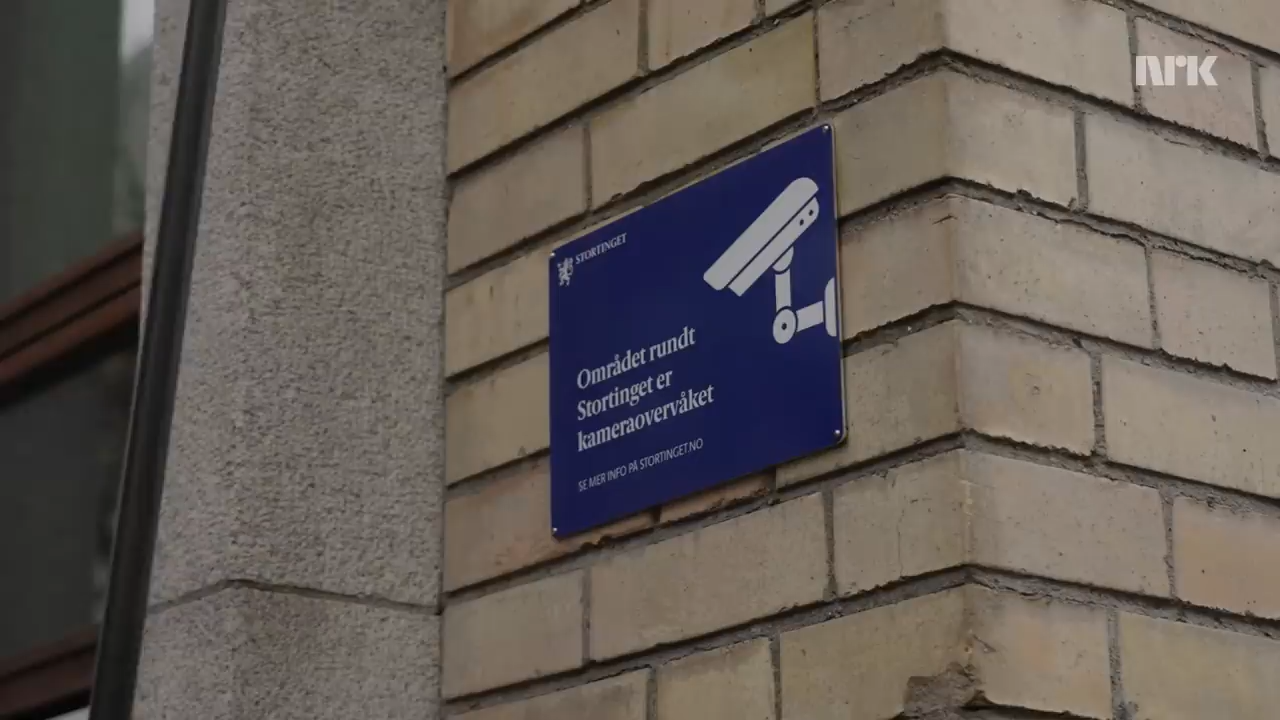 nrk
STORTINGET
Området rundt
Stortinget er
kameraovervåket
SE MER INFO PÅ STORTINGET.NO